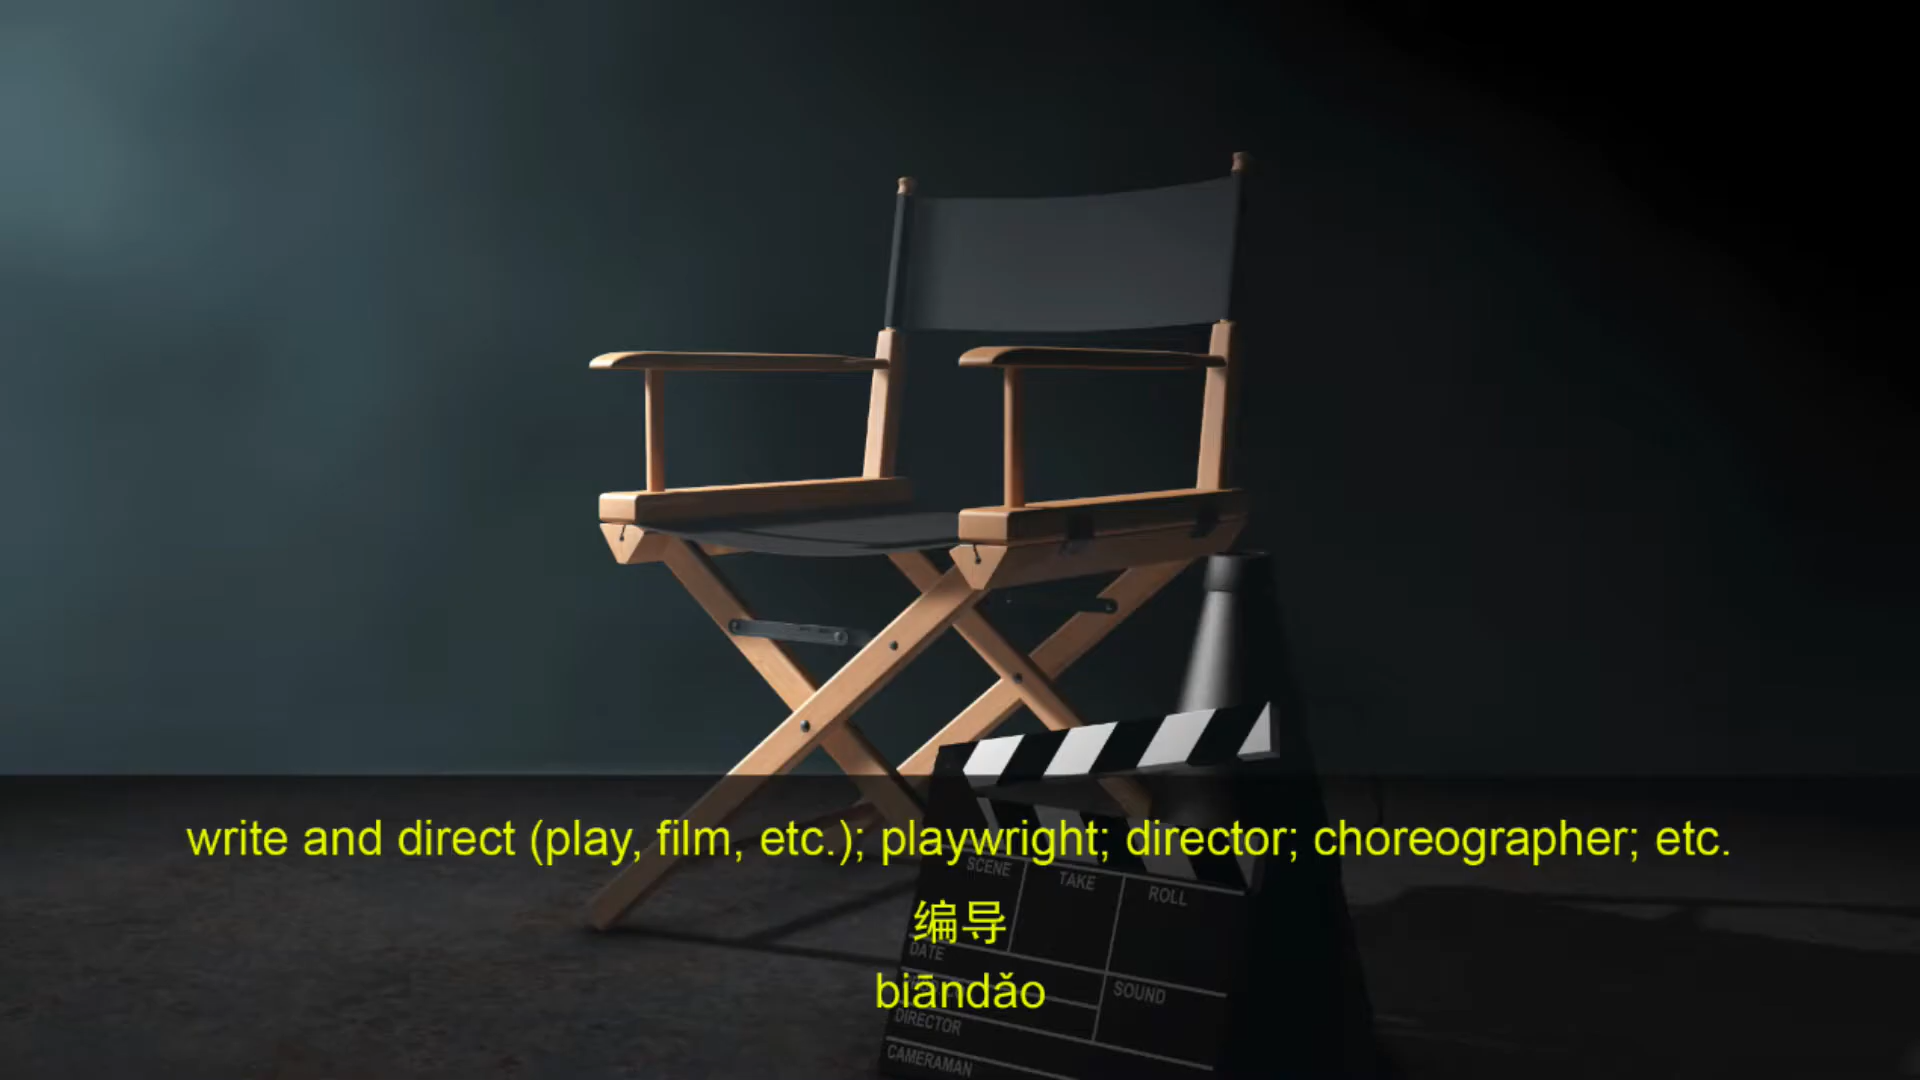 write and direct (play, film, etc.); playwright; director; choreographer; etc.
SCENE TAKE ROLL
编导
DATE
biāndǎo
SOUND
DIRECTOR
CAMERAMAN